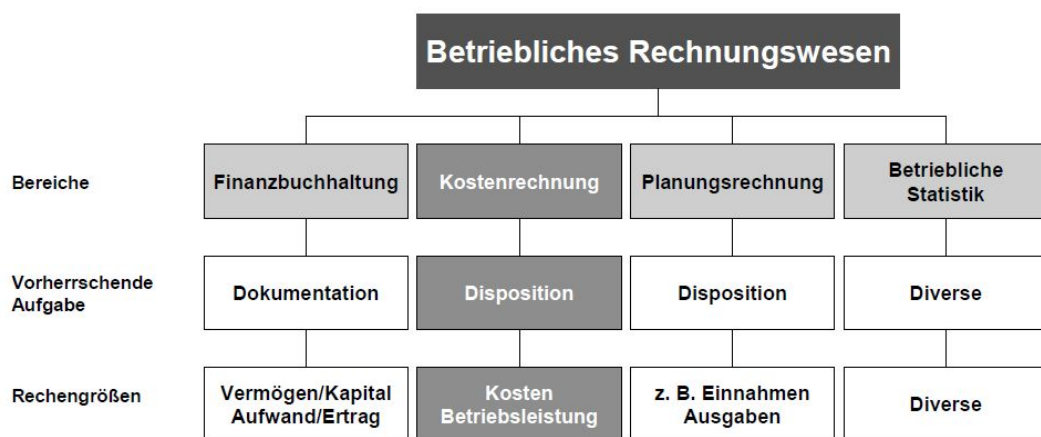 Betriebliches Rechnungswesen
Bereiche
Finanzbuchhaltung
Kostenrechnung
Planungsrechnung
Betriebliche
Statistik
Vorherrschende
Aufgabe
Dokumentation
Disposition
Disposition
Diverse
Rechengrößen
Vermögen/Kapital
Aufwand/Ertrag
Kosten
Betriebsleistung
z. B. Einnahmen
Ausgaben
Diverse